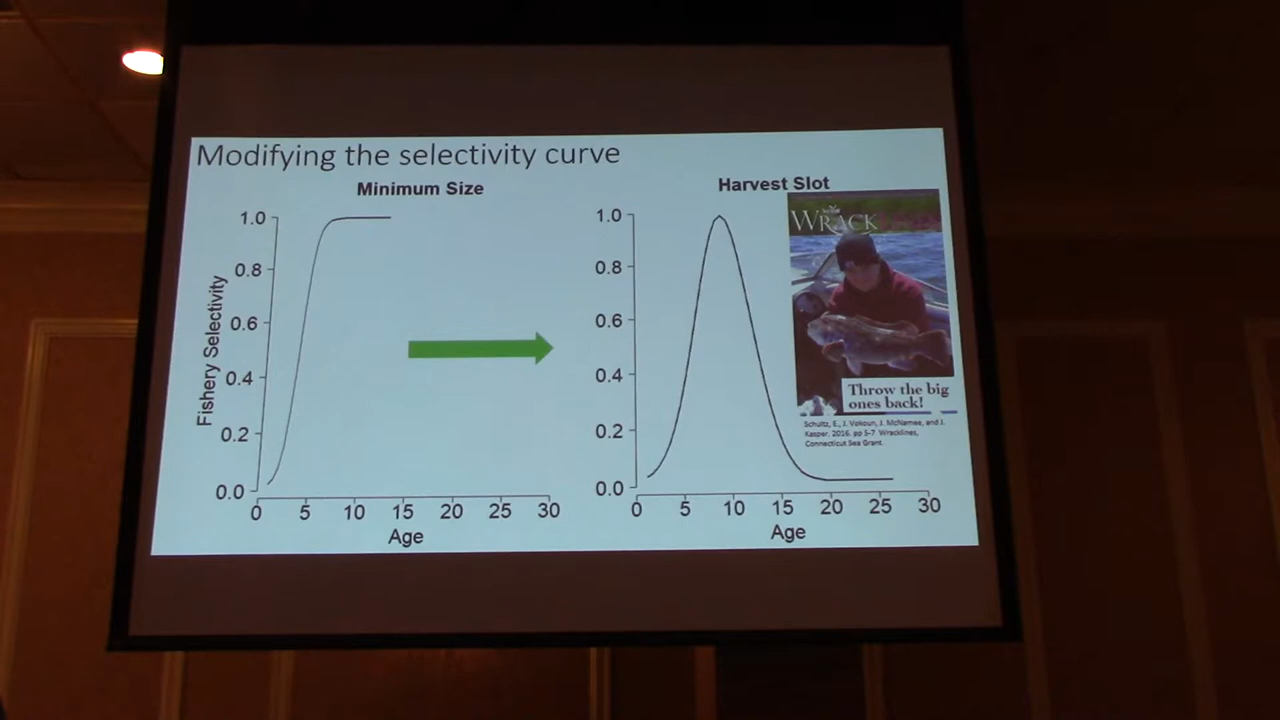 Modifying the selectivity curve
Minimum Size
Fishery Selectivity
1.0
0.8
0.6
0.4
0.2
0.0
0 5 10 15 20 25 30
Age
Harvest Slot
1.0
0.8
0.6
0.4
0.2
0.0
0 5 10 15 20 25 30
Age
WRACK
Throw the big
ones back!
Schultz, E., J. Vokoun, J. McNamee, and J.
Kasper. 2016. pp 5-7. Wracklines,
Connecticut Sea Grant.